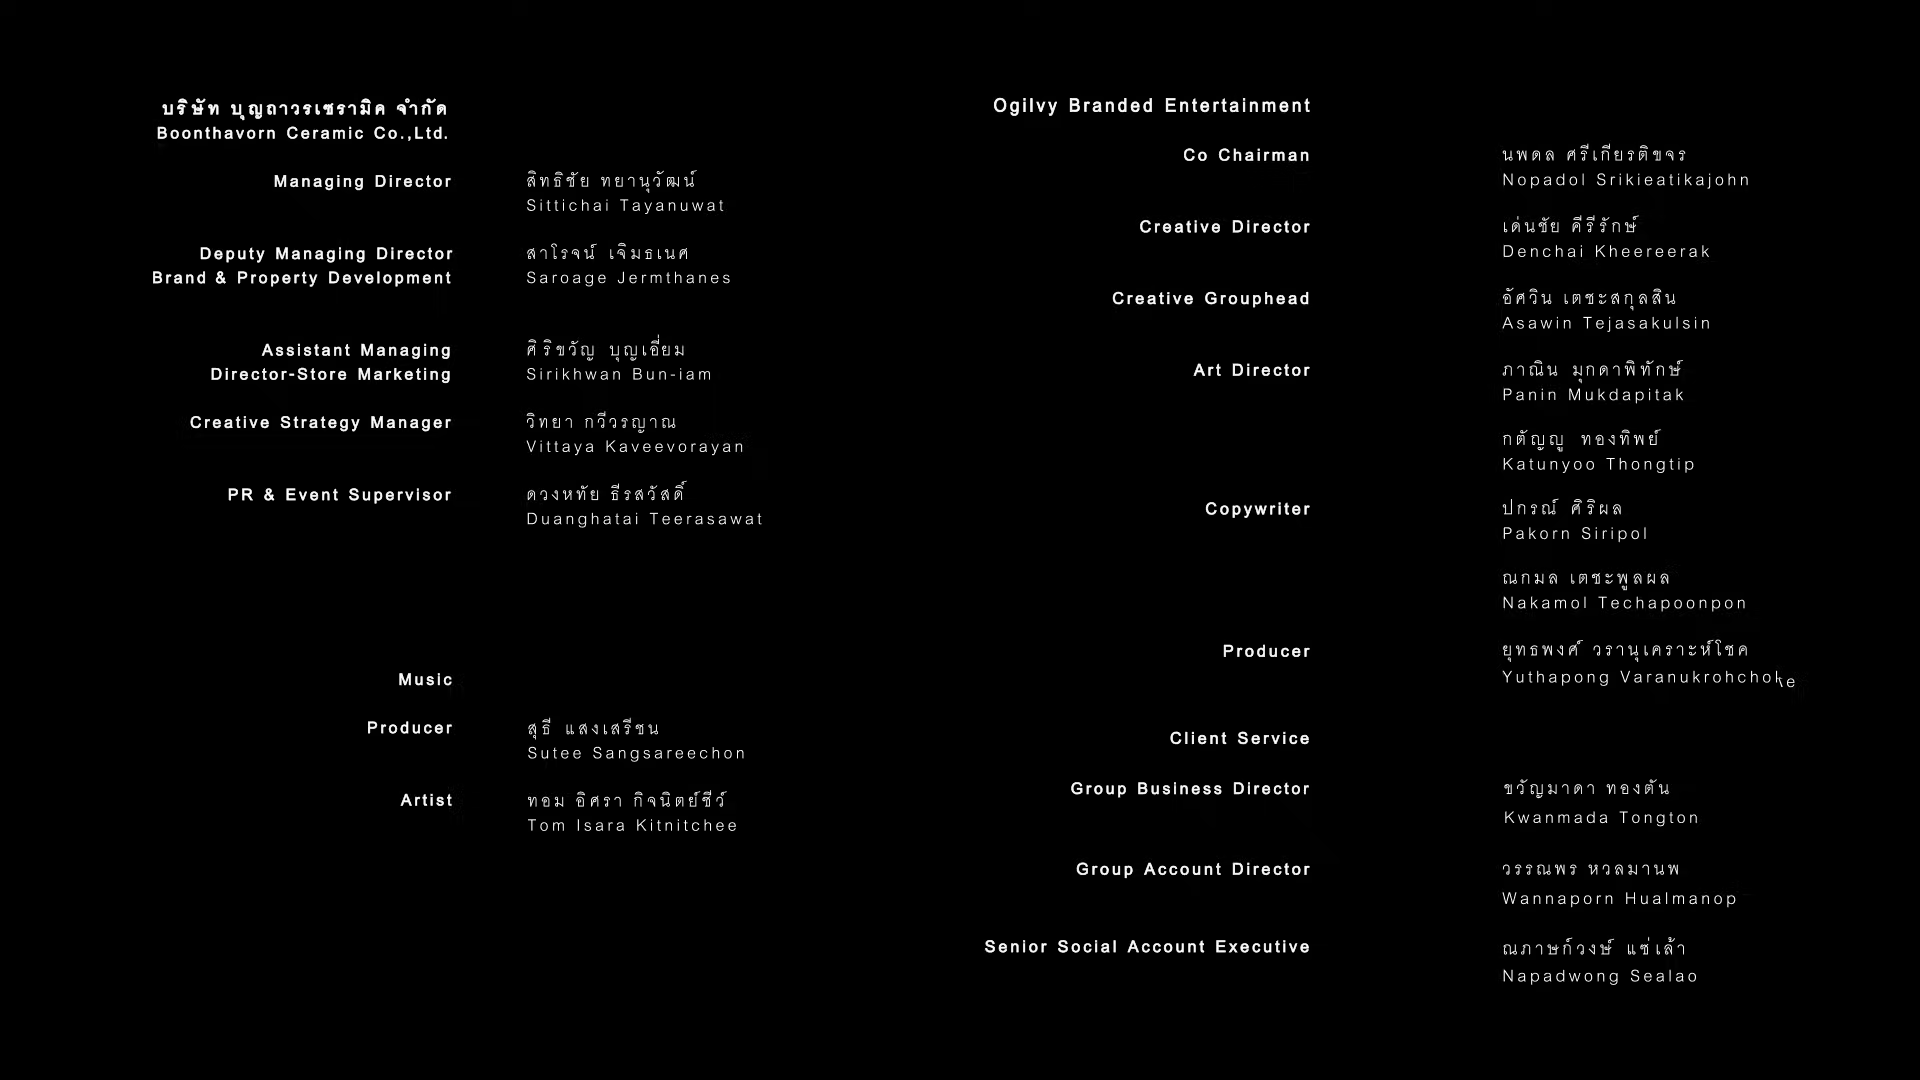 บริษัท บุญถาวรเซรามิค จำกัด
Boonthavorn Ceramic Co.,Ltd.
Managing Director
สิทธิชัย ทยานุวัฒน์
Sittichai Tayanuwat
Deputy Managing Director
Brand & Property Development
สาโรจน์ เจิมธเนศ
Saroage Jermthanes
Assistant Managing
Director-Store Marketing
ศิริขวัญ บุญเอี่ยม
Sirikhwan Bun-iam
Creative Strategy Manager
วิทยา กวีวรญาณ
Vittaya Kaveevorayan
PR & Event Supervisor
ดวงหทัย ธีรสวัสดิ์
Duanghatai Teerasawat
Music
Producer
สุธี แสงเสรีชน
Sutee Sangsareechon
Artist
ทอม อิศรา กิจนิตย์ชีว์
Tom Isara Kitnitchee
Ogilvy Branded Entertainment
Co Chairman
นพดล ศรีเกียรติขจร
Nopadol Srikieatikajohn
Creative Director
เด่นชัย คีรีรักษ์
Denchai Kheereerak
Creative Grouphead
อัศวิน เตชะสกุลสิน
Asawin Tejasakulsin
Art Director
ภาณิน มุกดาพิทักษ์
Panin Mukdapitak
กตัญญู ทองทิพย์
Katunyoo Thongtip
Copywriter
ปกรณ์ ศิริผล
Pakorn Siripol
ณกมล เตชะพูลผล
Nakamol Techapoonpon
Producer
ยุทธพงศ์ วรานุเคราะห์โชค
Yuthapong Varanukrohchoke
Client Service
Group Business Director
ขวัญมาดา ทองตัน
Kwanmada Tongton
Group Account Director
วรรณพร หวลมานพ
Wannaporn Hualmanop
Senior Social Account Executive
ณภาษก์วงษ์ แซ่เล้า
Napadwong Sealao